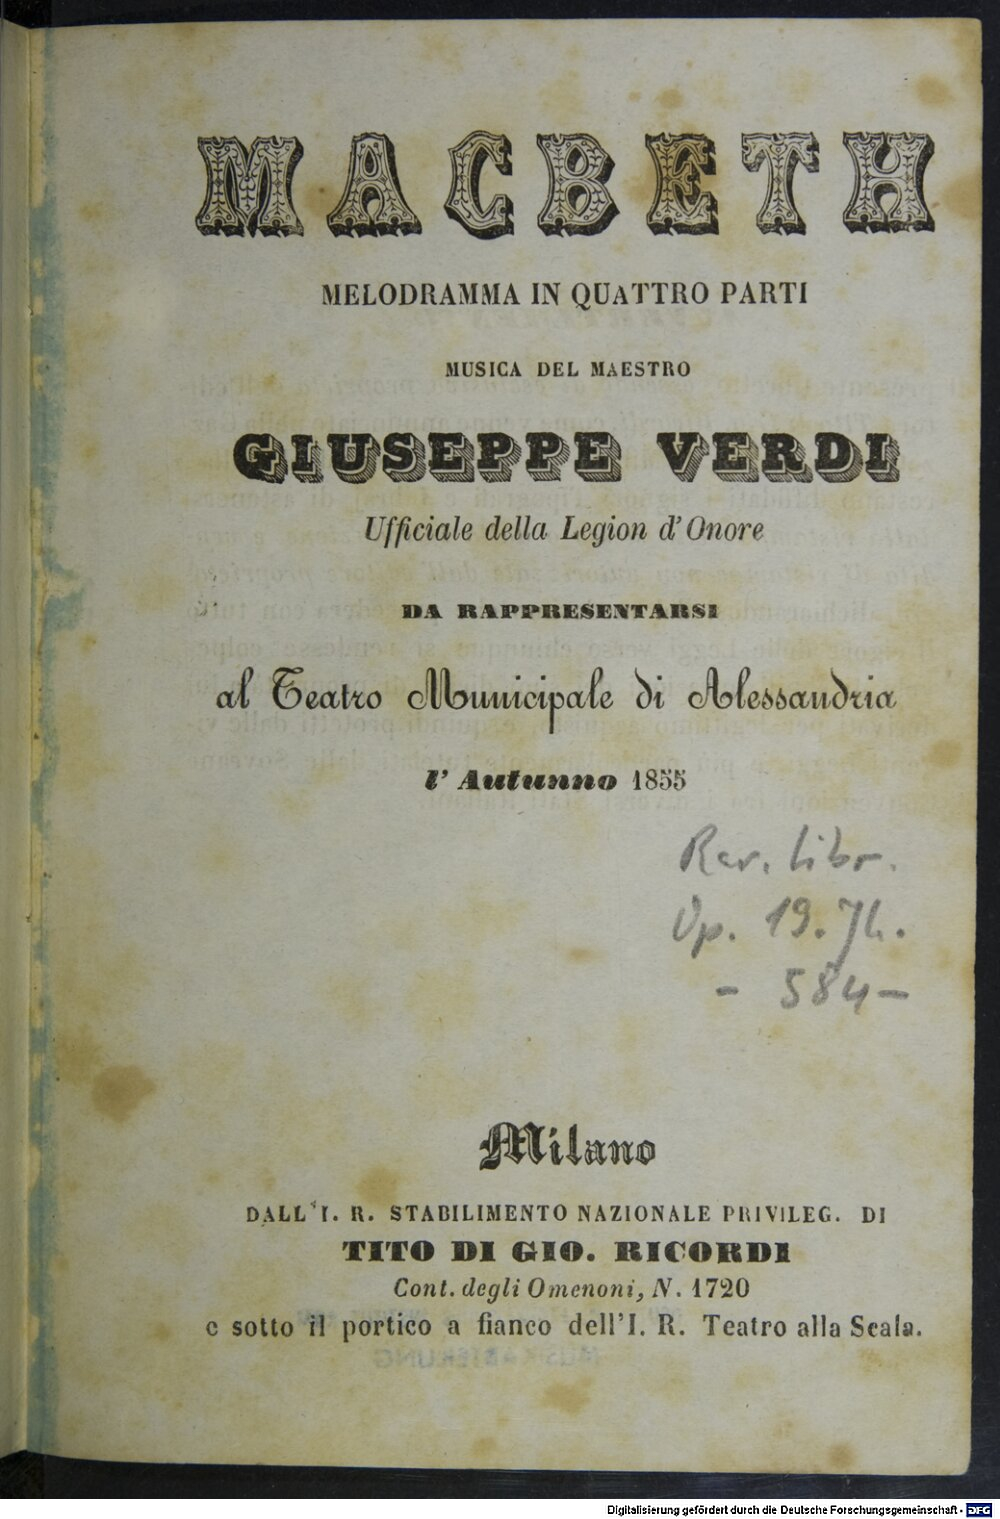 MACBETH
MELODRAMMA IN QUATTRO PARTI
MUSICA DEL MAESTRO
GIUSEPPE VERDI
Ufficiale della Legion d'Onore
DA RAPPRESENTARSI
al Teatro Municipale di Alessandria
l'Autunno 1855
Rar. Libr.
Op. 19. Jh.
- 584 -
Milano
DALL'I. R. STABILIMENTO NAZIONALE PRIVILEG. DI
TITO DI GIO. RICORDI
Cont. degli Omenoni, N. 1720
e sotto il portico a fianco dell'I. R. Teatro alla Scala.
Digitalisierung gefördert durch die Deutsche Forschungsgemeinschaft - DFG